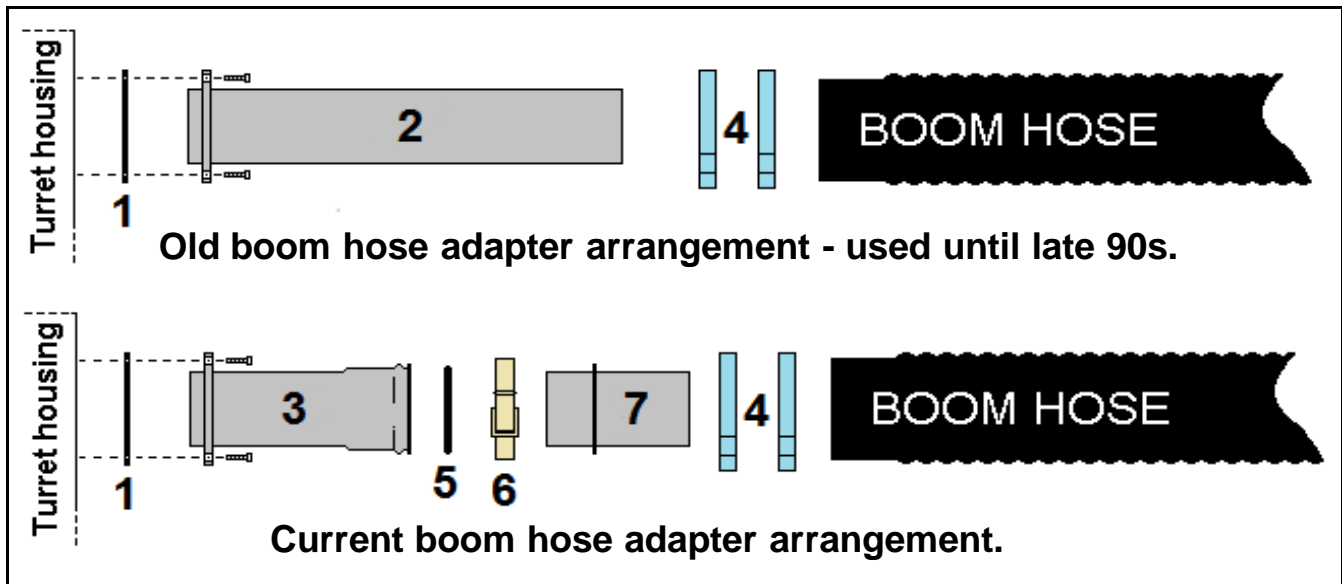 Turret housing
1
2
4
BOOM HOSE
Old boom hose adapter arrangement - used until late 90s.
Turret housing
1
3
5
6
7
4
BOOM HOSE
Current boom hose adapter arrangement.